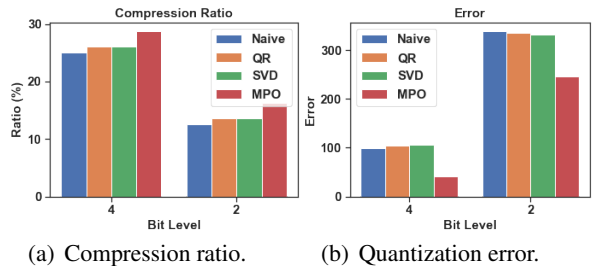 Compression Ratio
30
20
10
0
Ratio (%)
Naive
QR
SVD
MPO
4
2
Bit Level
(a) Compression ratio.
Error
300
200
100
0
Error
Naive
QR
SVD
MPO
4
2
Bit Level
(b) Quantization error.